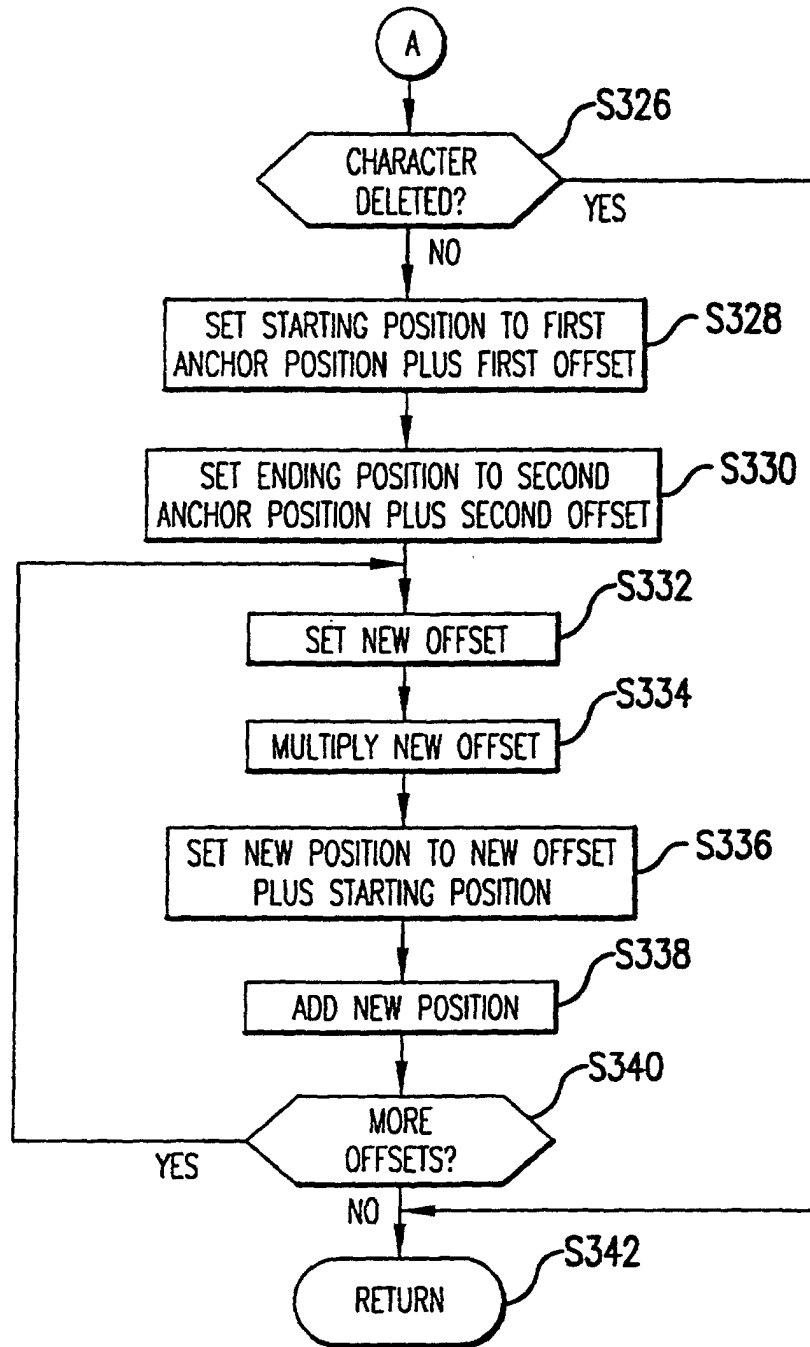 A
S326
CHARACTER
DELETED?
YES
NO
SET STARTING POSITION TO FIRST
ANCHOR POSITION PLUS FIRST OFFSET
S328
SET ENDING POSITION TO SECOND
ANCHOR POSITION PLUS SECOND OFFSET
S330
S332
SET NEW OFFSET
S334
MULTIPLY NEW OFFSET
SET NEW POSITION TO NEW OFFSET
PLUS STARTING POSITION
S336
S338
ADD NEW POSITION
S340
MORE
OFFSETS?
YES
NO
S342
RETURN